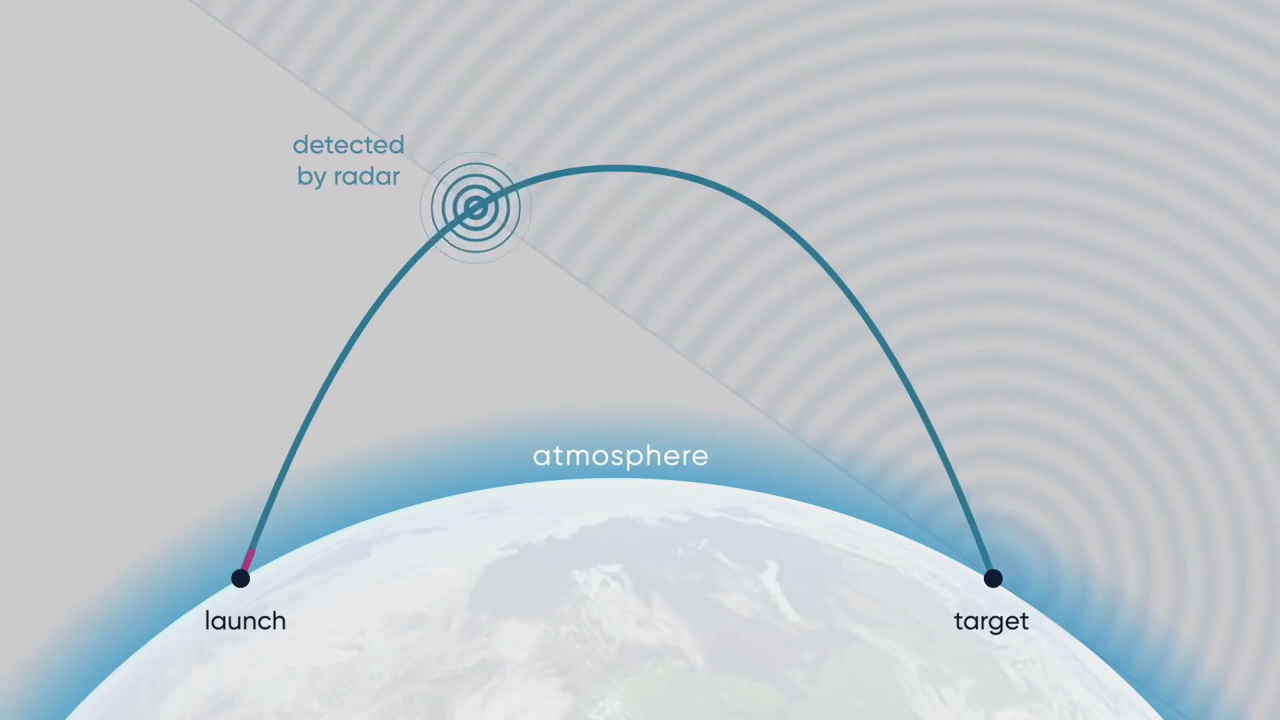 detected
by radar
atmosphere
launch
target